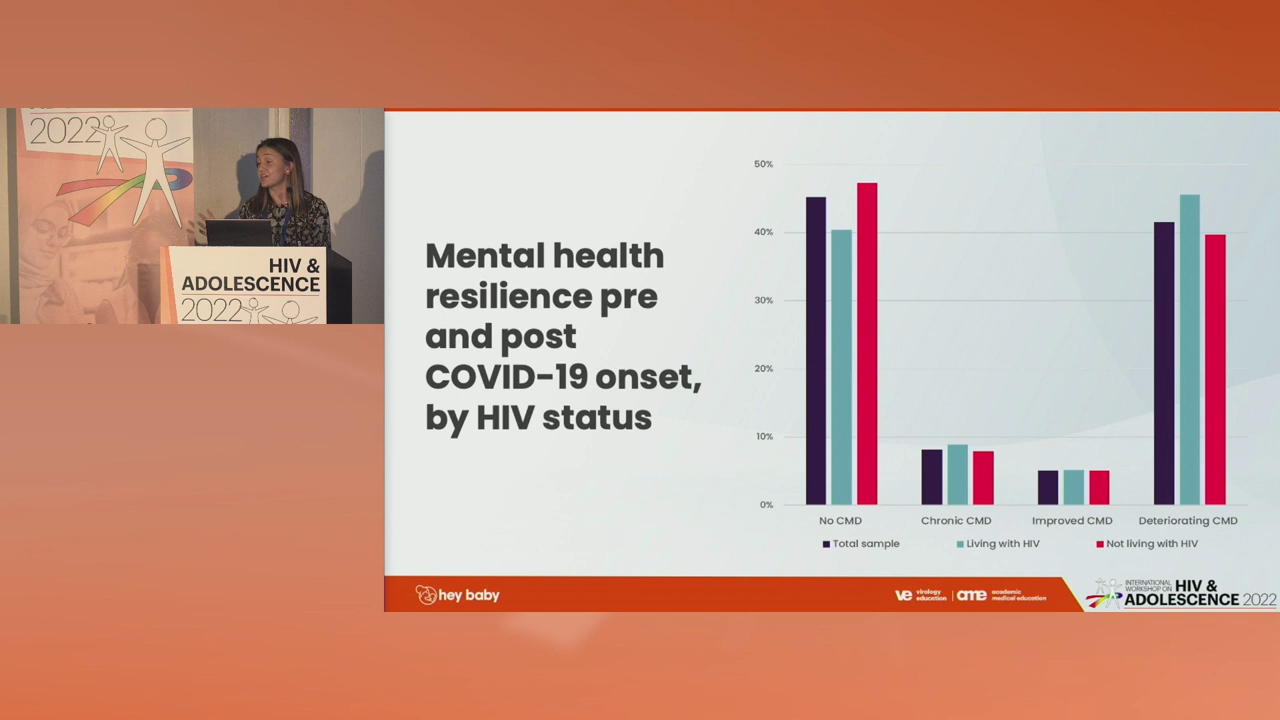 2022
HIV &
ADOLESCENCE
2022
Mental health
resilience pre
and post
COVID-19 onset,
by HIV status
50%
40%
30%
20%
10%
0%
No CMD
Chronic CMD
Improved CMD
Deteriorating CMD
Total sample
Living with HIV
Not living with HIV
hey baby
ve virology
education
ame academic
medical education
INTERNATIONAL
WORKSHOP ON
HIV &
ADOLESCENCE 2022